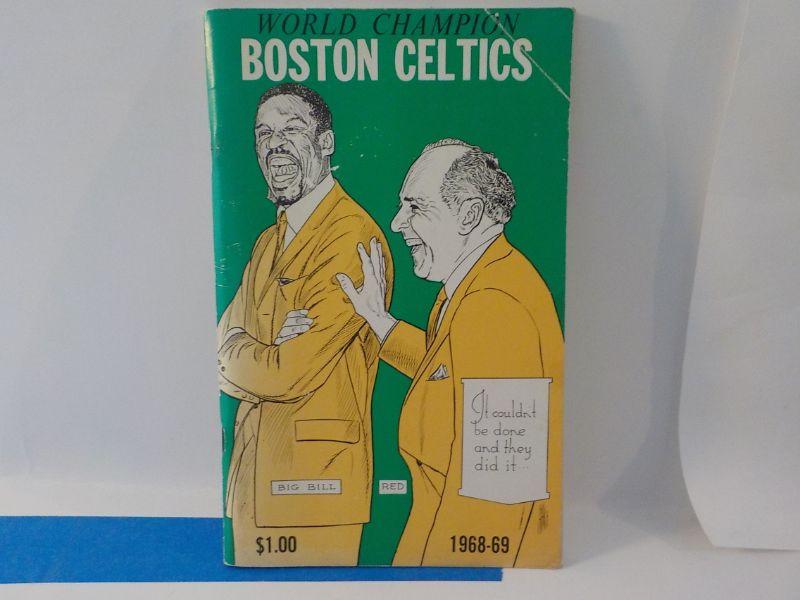 WORLD CHAMPION
BOSTON CELTICS
It couldn't
be done
and they
did it...
BIG BILL
RED
$1.00
1968-69